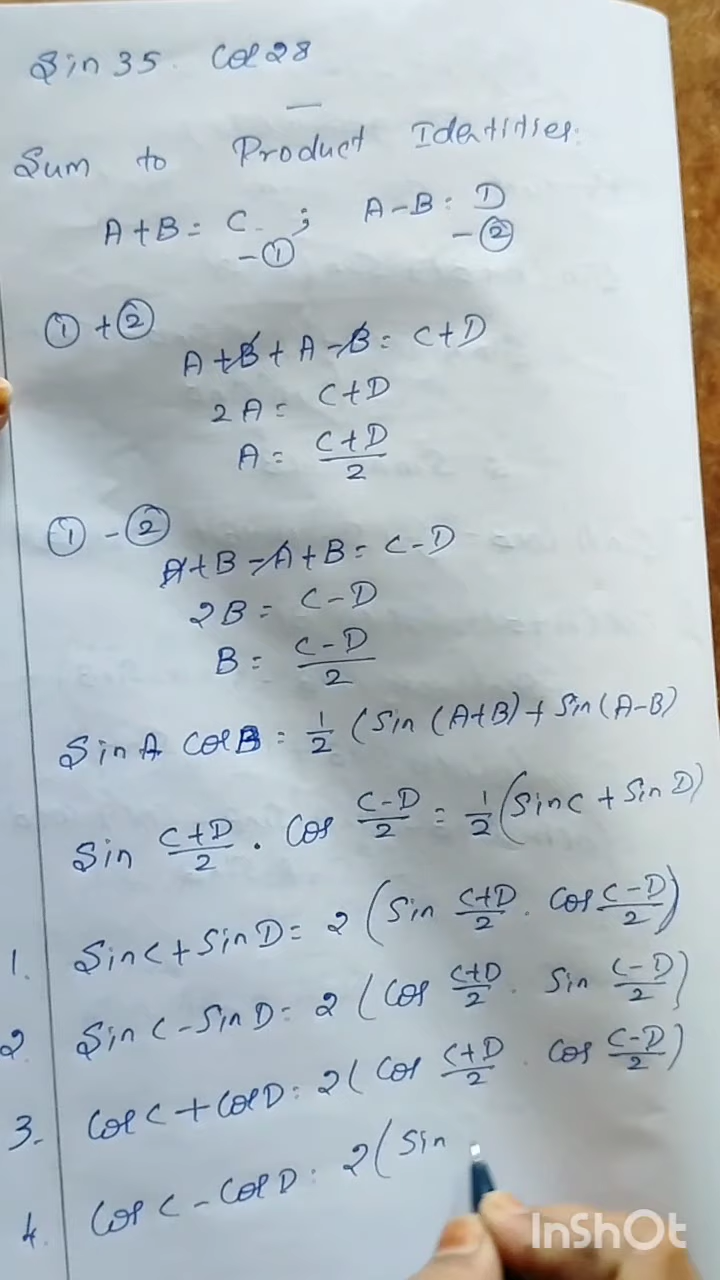 Sin 35. Cos 28
Sum to Product Identities:
A+B = C - ① ; A-B = D - ②
① + ②
A+B+A-B = C+D
2A = C+D
A = C+D/2
① - ②
A+B-A+B = C-D
2B = C-D
B = C-D/2
Sin A Cos B = 1/2 (Sin (A+B) + Sin (A-B)
Sin C+D/2 . Cos C-D/2 = 1/2 (Sin C + Sin D)
1. Sin C + Sin D = 2 (Sin C+D/2 . Cos C-D/2)
2. Sin C - Sin D = 2 (Cos C+D/2 . Sin C-D/2)
3. Cos C + Cos D = 2 (Cos C+D/2 . Cos C-D/2)
4. Cos C - Cos D = 2 (Sin
InShOt